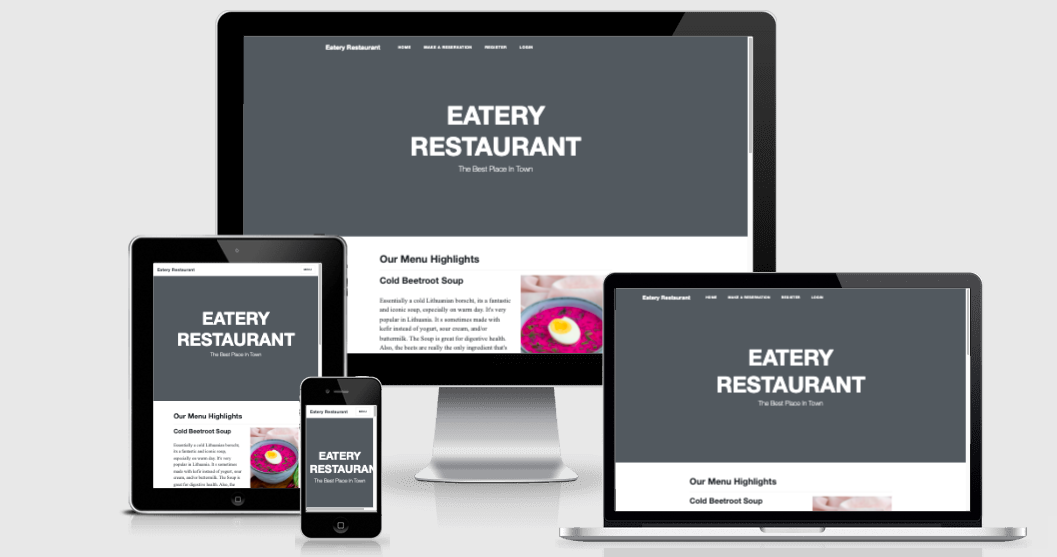 Eatery Restaurant HOME MAKE A RESERVATION REGISTER LOGIN
EATERY
RESTAURANT
The Best Place In Town
Our Menu Highlights
Cold Beetroot Soup
Essentially a cold Lithuanian borscht, its a fantastic
and iconic soup, especially on warm day. It's very
popular in Lithuania. It s sometimes made with
kefir instead of yogurt, sour cream, and/or
buttermilk. The Soup is great for digestive health.
Also, the beets are really the only ingredient that's
Eatery Restaurant MENU
EATERY
RESTAURANT
The Best Place In Town
Our Menu Highlights
Cold Beetroot Soup
Essentially a cold Lithuanian borscht,
its a fantastic and iconic soup,
especially on warm day. It's very
popular in Lithuania. It s sometimes
made with kefir instead of yogurt, sour
cream, and/or buttermilk. The Soup is
great for digestive health. Also, the
Eatery Restaurant MENU
EATERY
RESTAURAN
The Best Place In Town
Eatery Restaurant HOME MAKE A RESERVATION REGISTER LOGIN
EATERY
RESTAURANT
The Best Place In Town
Our Menu Highlights
Cold Beetroot Soup